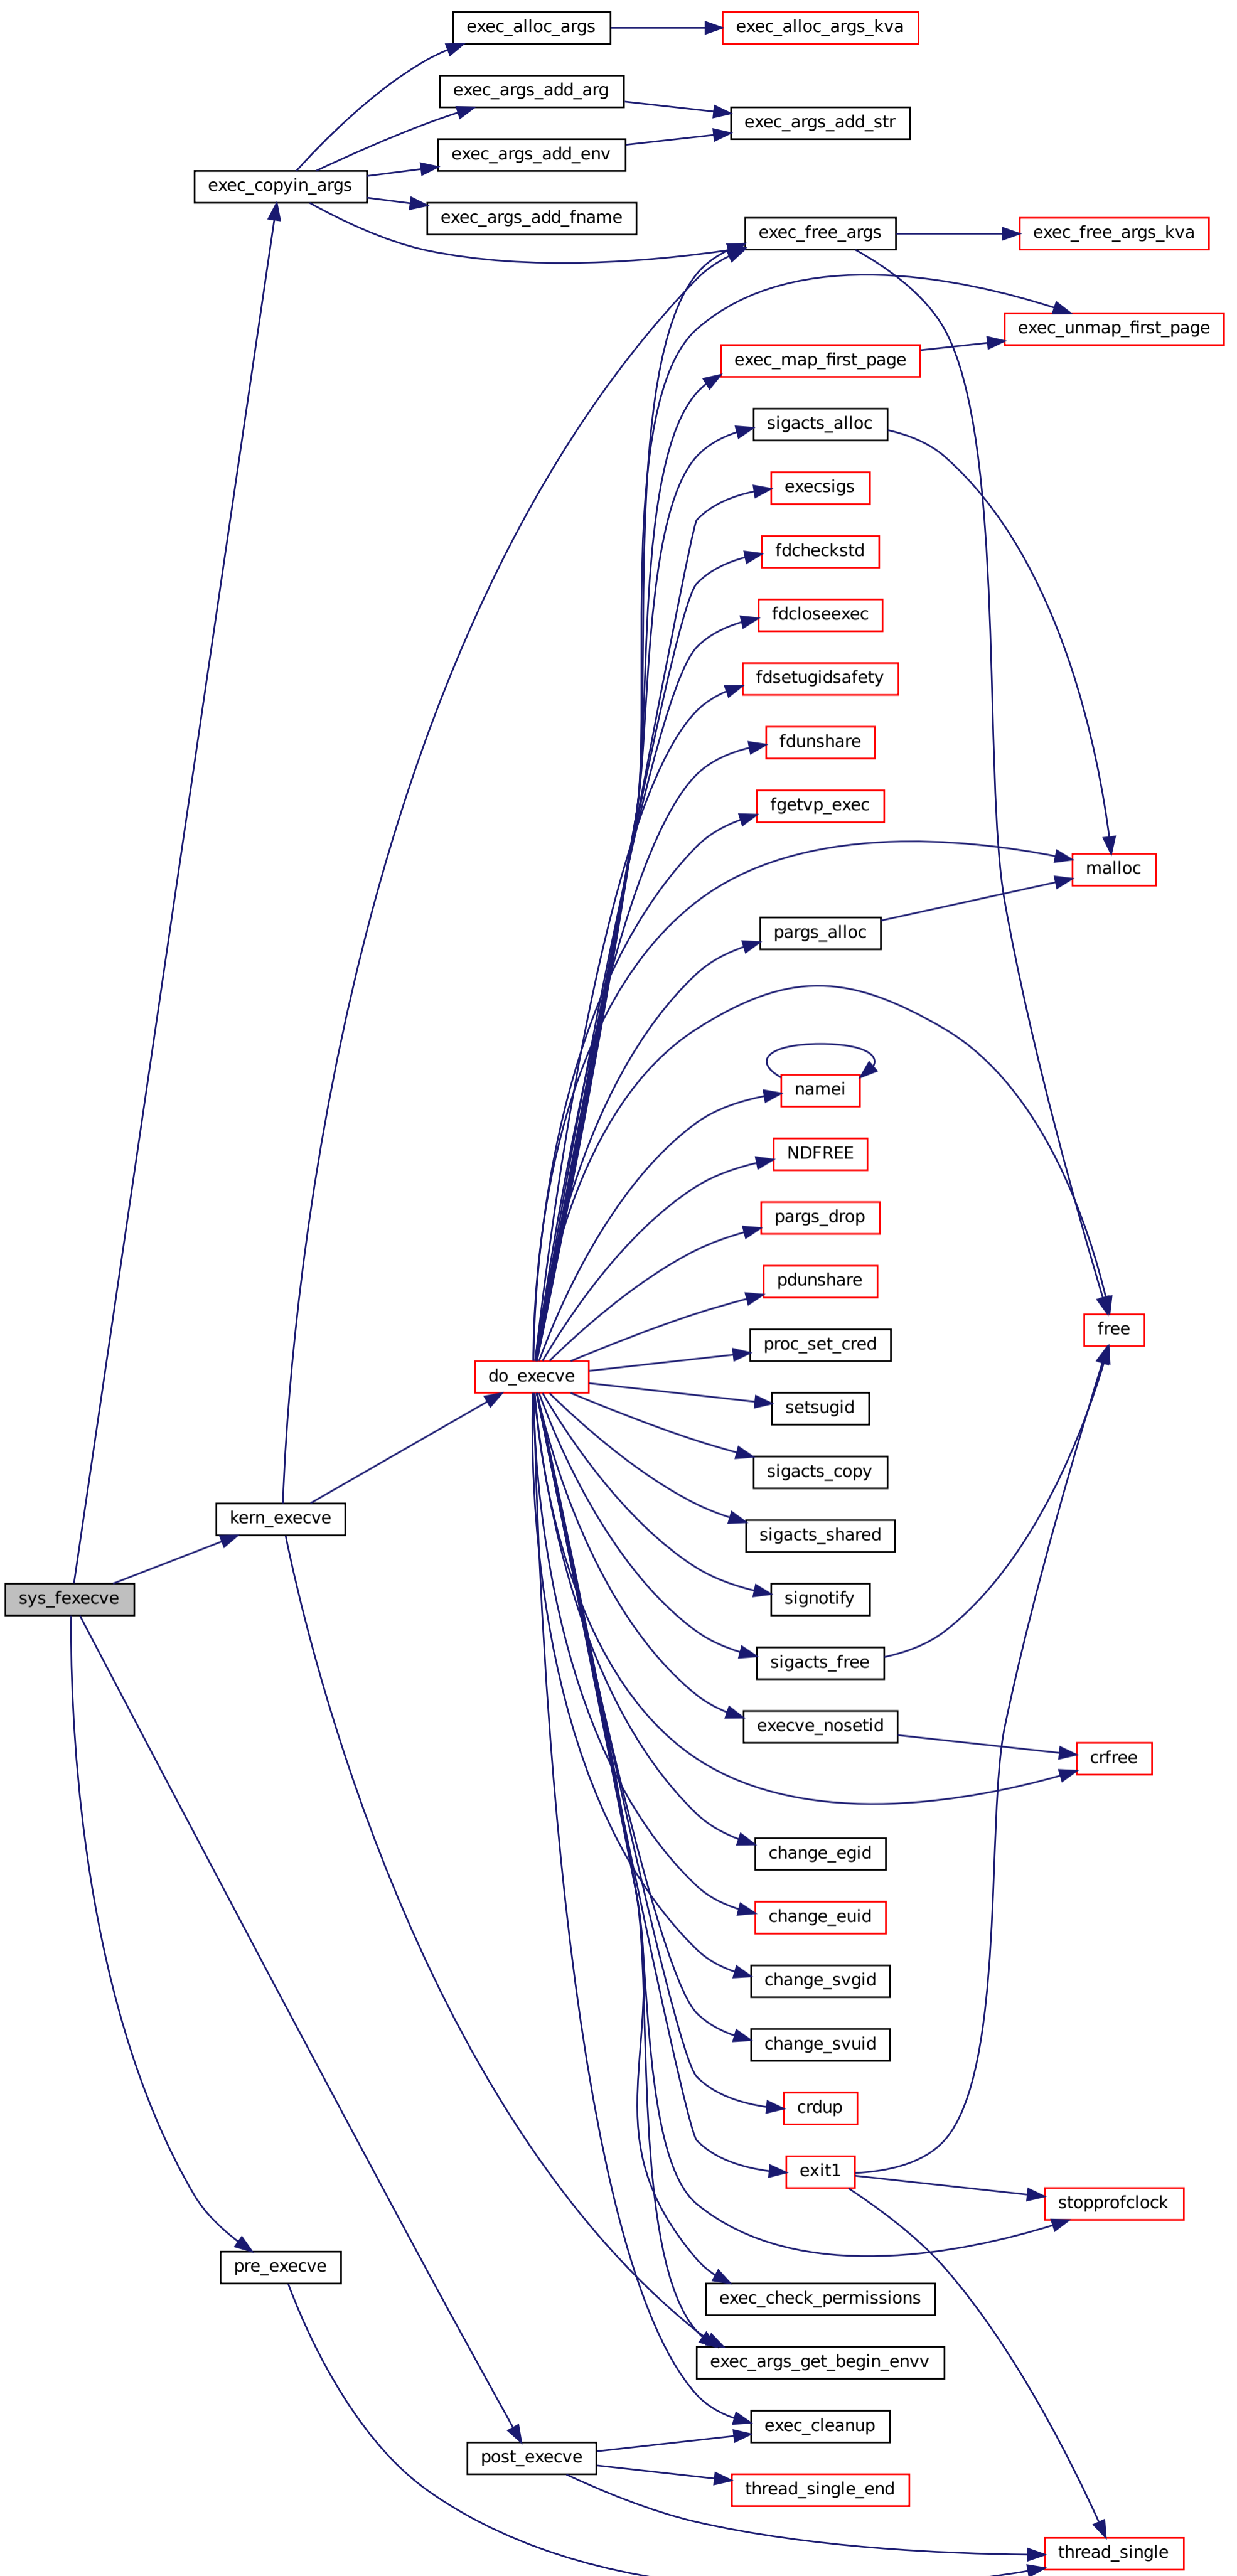 exec_alloc_args
exec_alloc_args_kva
exec_args_add_arg
exec_args_add_str
exec_args_add_env
exec_copyin_args
exec_args_add_fname
exec_free_args
exec_free_args_kva
exec_unmap_first_page
exec_map_first_page
sigacts_alloc
execsigs
fdcheckstd
fdcloseexec
fdsetugidsafety
fdunshare
fgetvp_exec
malloc
pargs_alloc
namei
NDFREE
pargs_drop
pdunshare
free
proc_set_cred
do_execve
setsugid
sigacts_copy
kern_execve
sigacts_shared
sys_fexecve
signotify
sigacts_free
execve_nosetid
crfree
change_egid
change_euid
change_svgid
change_svuid
crdup
exit1
stopprofclock
pre_execve
exec_check_permissions
exec_args_get_begin_envv
exec_cleanup
post_execve
thread_single_end
thread_single